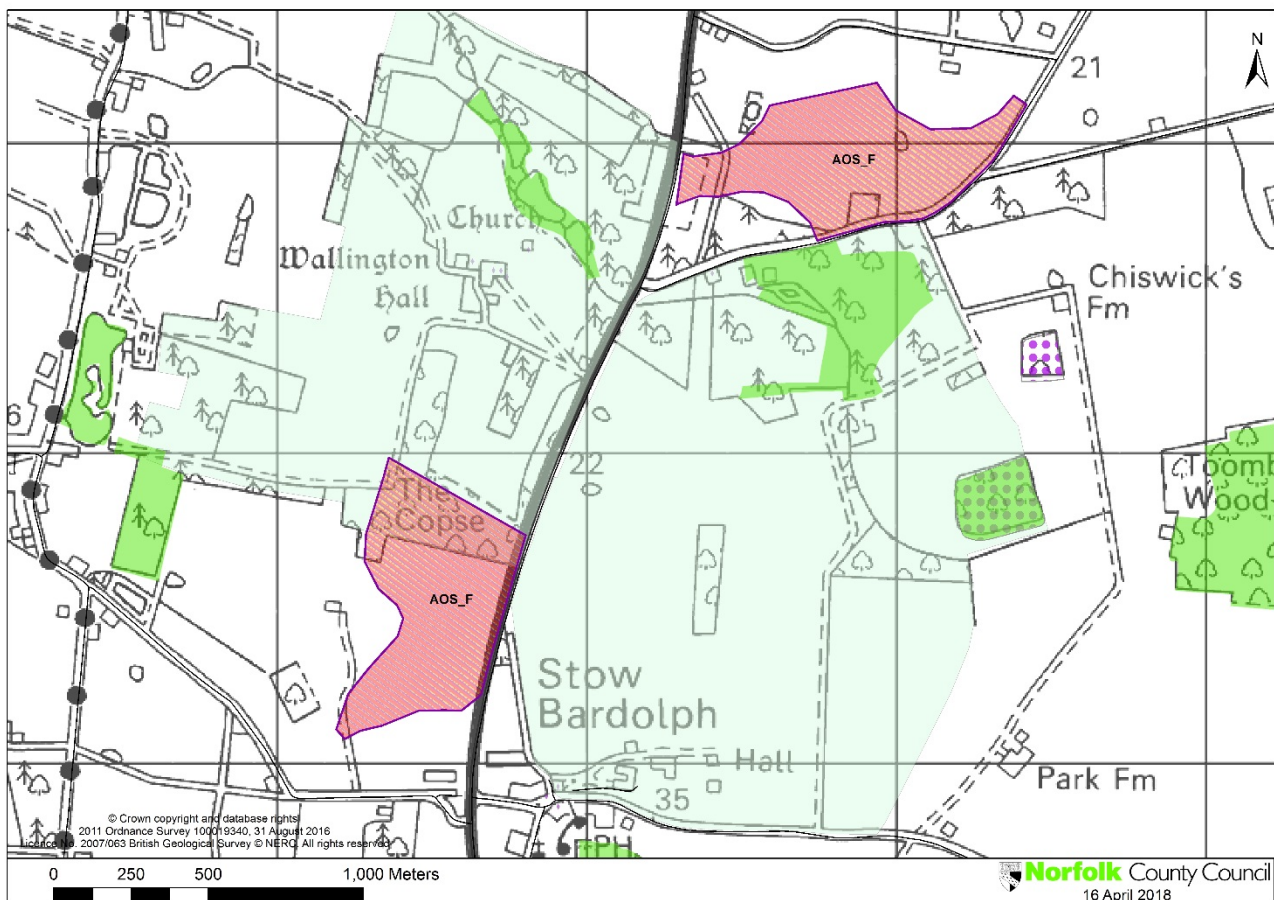 N
21
AOS_F
Church
Wallington
Hall
Chiswick's
Fm
6
22
The
Copse
Toomb
Wood
AOS_F
Stow
Bardolph
Hall
35
Park Fm
PH
© Crown copyright and database rights
2011 Ordnance Survey 100019340, 31 August 2016
Licence No. 2007/063 British Geological Survey © NERC. All rights reserved
0 250 500 1,000 Meters
Norfolk County Council
16 April 2018